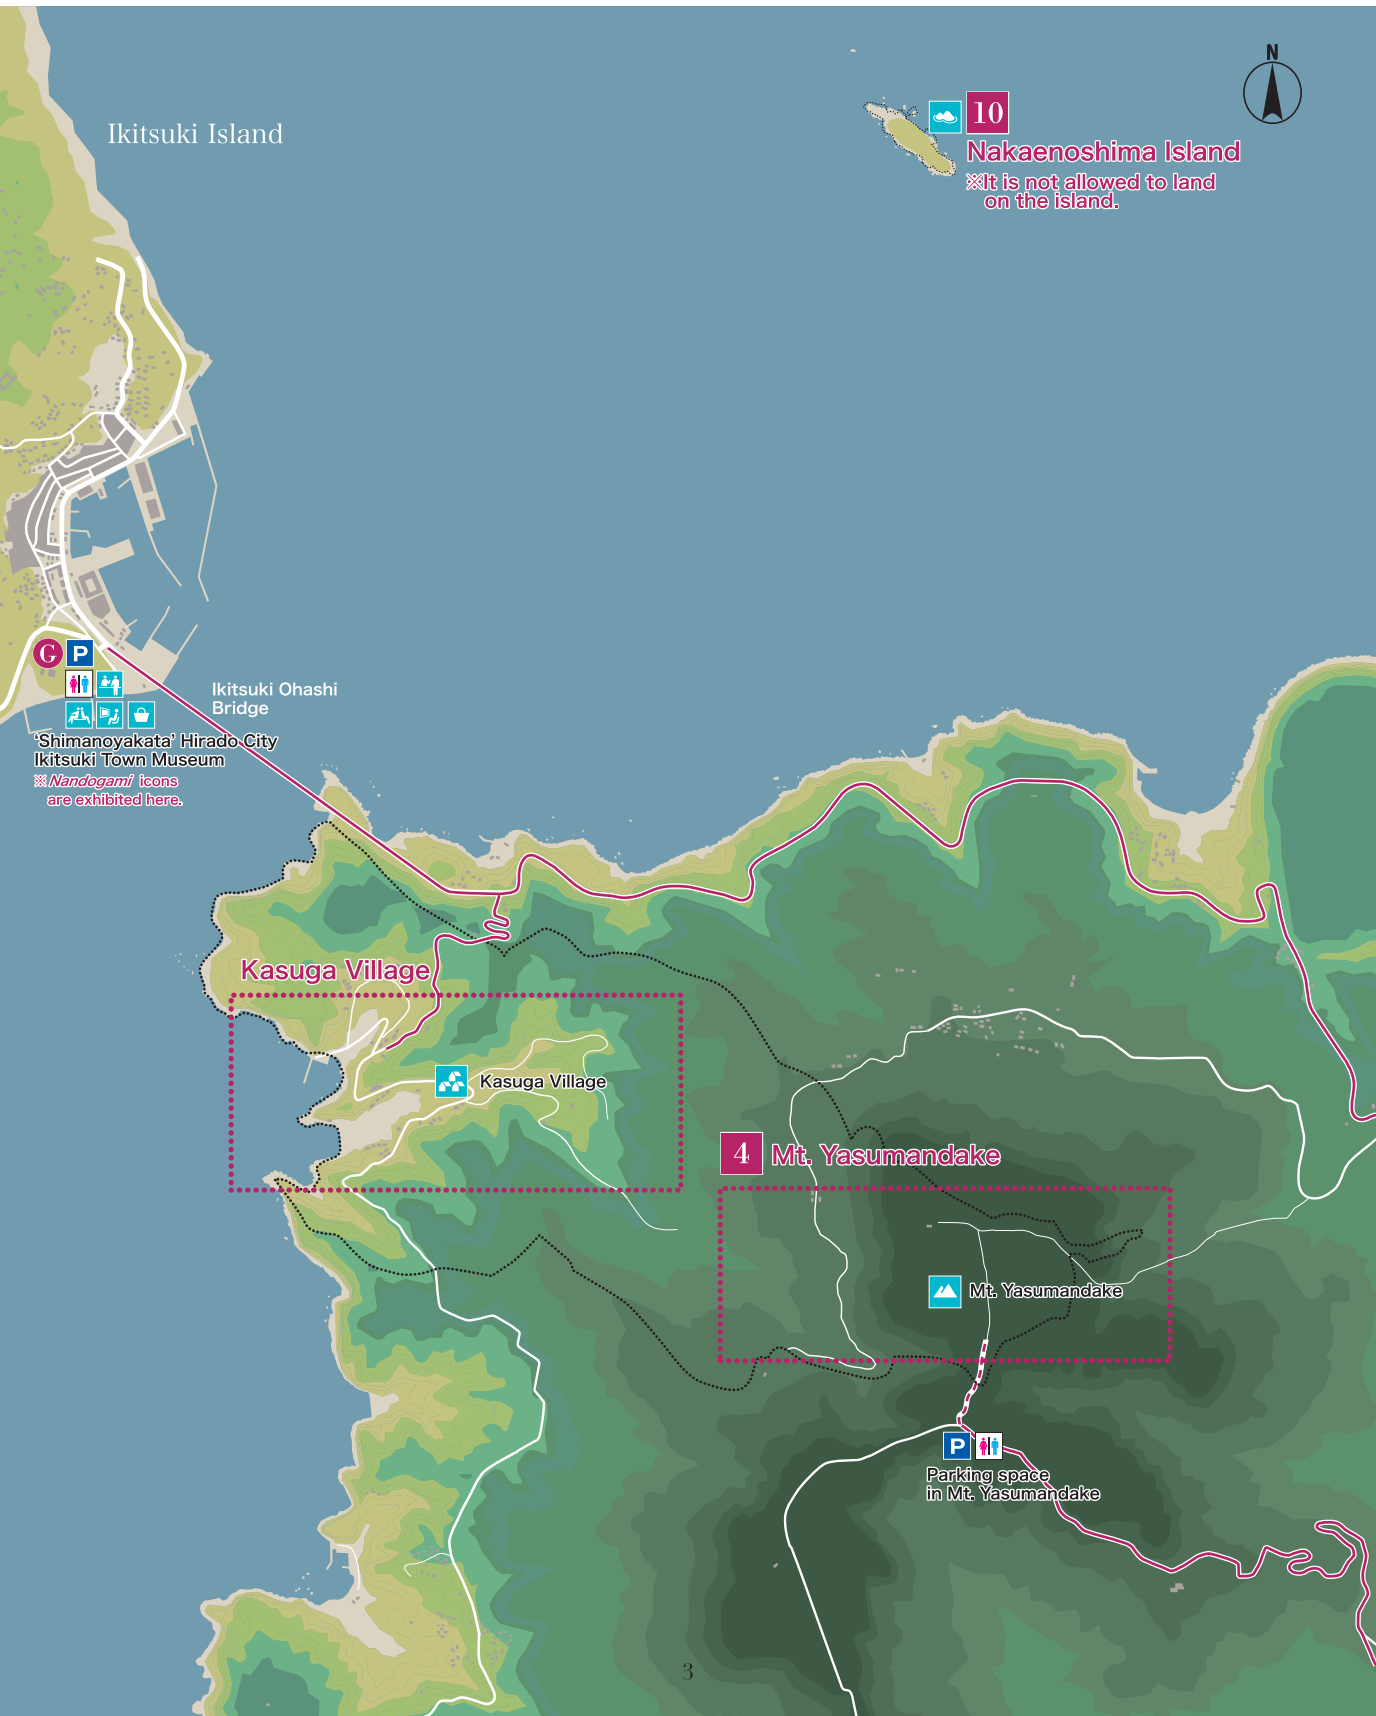 N
Ikitsuki Island
10
Nakaenoshima Island
※It is not allowed to land
on the island.
G P
Ikitsuki Ohashi
Bridge
‘Shimanoyakata’ Hirado City
Ikitsuki Town Museum
※Nandogami icons
are exhibited here.
Kasuga Village
Kasuga Village
4 Mt. Yasumandake
Mt. Yasumandake
P
Parking space
in Mt. Yasumandake
3